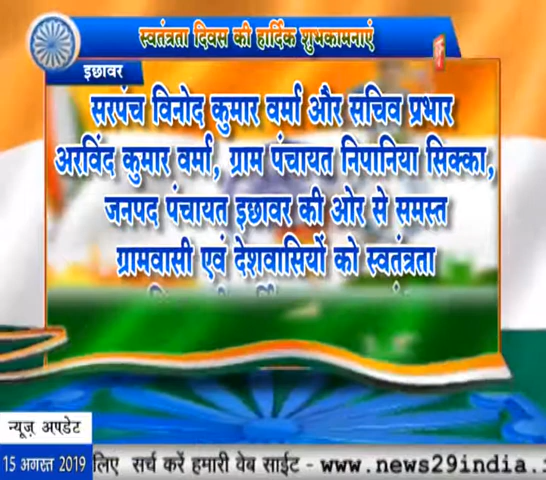 स्वतंत्रता दिवस की हार्दिक शुभकामनाएं
इछावर
सरपंच विनोद कुमार वर्मा और सचिव प्रभार
अरविंद कुमार वर्मा, ग्राम पंचायत निपानिया सिक्का,
जनपद पंचायत इछावर की ओर से समस्त
ग्रामवासी एवं देशवासियों को स्वतंत्रता
न्यूज़ अपडेट
15 अगस्त 2019 लिए सर्च करें हमारी वेब साईट - www.news29india.